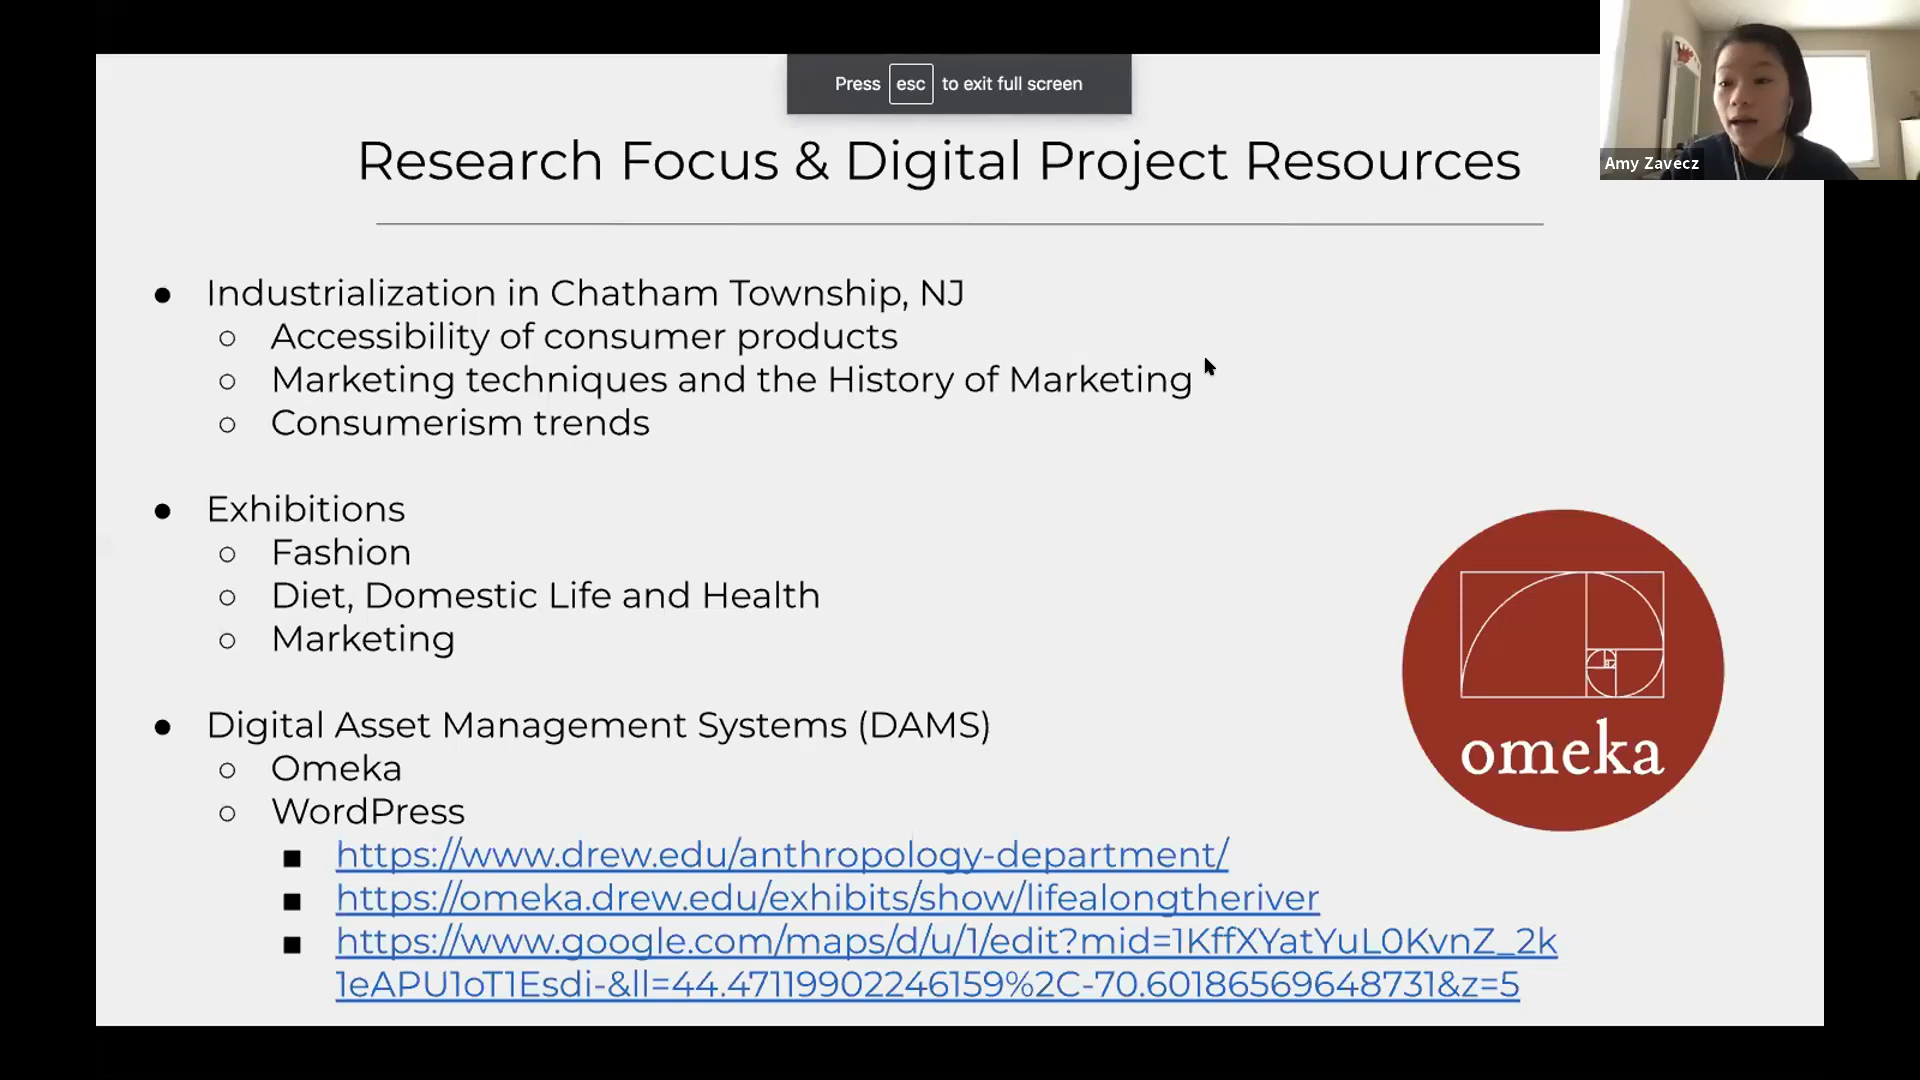 Press esc to exit full screen
Amy Zavecz
Research Focus & Digital Project Resources
● Industrialization in Chatham Township, NJ
○ Accessibility of consumer products
○ Marketing techniques and the History of Marketing
○ Consumerism trends
● Exhibitions
○ Fashion
○ Diet, Domestic Life and Health
○ Marketing
● Digital Asset Management Systems (DAMS)
○ Omeka
○ WordPress
■ https://www.drew.edu/anthropology-department/
■ https://omeka.drew.edu/exhibits/show/lifealongtheriver
■ https://www.google.com/maps/d/u/1/edit?mid=1KffXYatYuL0KvnZ_2k
1eAPU1oT1Esdi-&ll=44.47119902246159%2C-70.60186569648731&z=5
omeka